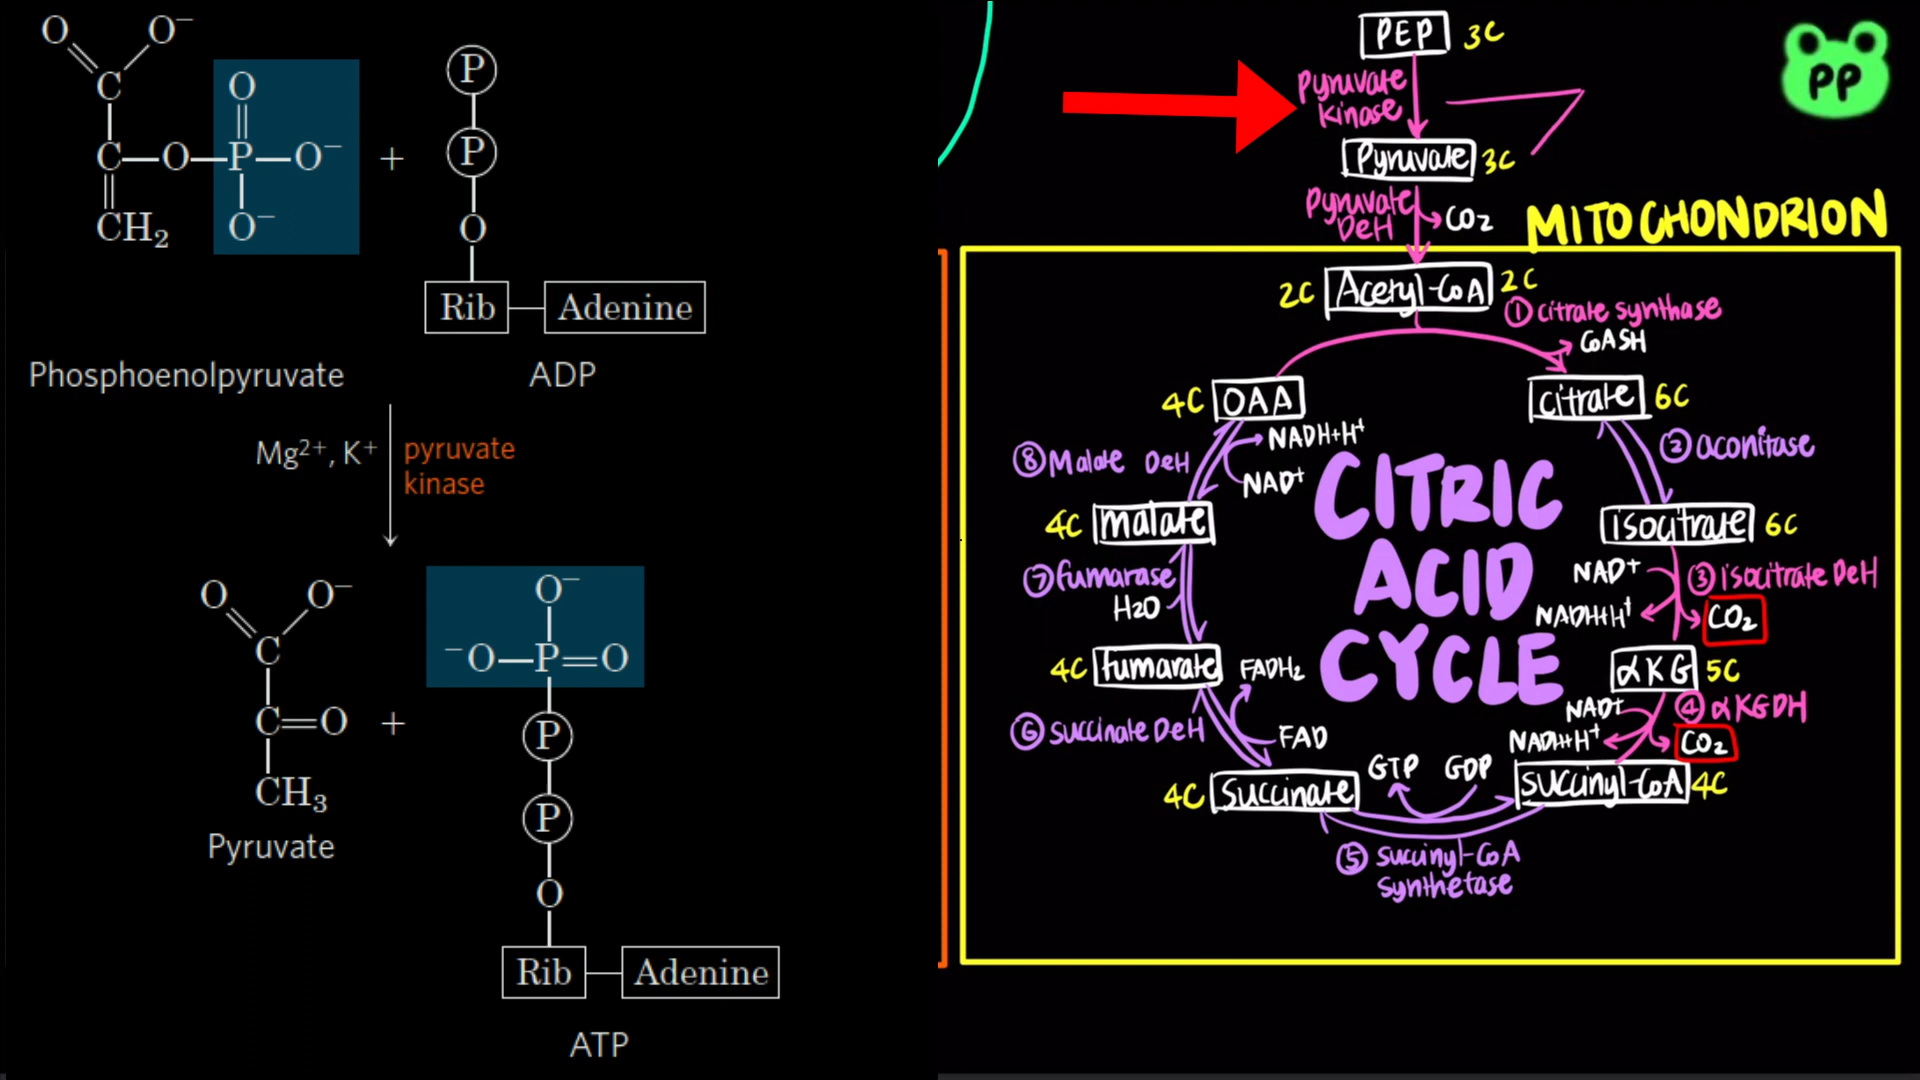 O O⁻
C
C—O—P—O⁻
O
O⁻
CH₂
+
P
P
O
Rib Adenine
Phosphoenolpyruvate
ADP
Mg²⁺, K⁺
pyruvate
kinase
O O⁻
C
C=O
CH₃
Pyruvate
+
O⁻
⁻O—P=O
P
P
O
Rib Adenine
ATP
PEP 3C
Pyruvate
kinase
Pyruvate 3C
Pyruvate
DeH
CO2
PP
MITOCHONDRION
2C Acetyl-CoA 2C
① citrate synthase
CoASH
4C OAA
citrate 6C
NADH+H⁺
NAD⁺
⑧ Malate DeH
② aconitase
CITRIC
ACID
CYCLE
4C malate
isocitrate 6C
⑦ fumarase
H2O
NAD⁺
③ isocitrate DeH
NADH+H⁺
CO2
4C fumarate
FADH2
αKG 5C
⑥ succinate DeH
FAD
NAD⁺
④ αKGDH
NADH+H⁺
CO2
4C succinate
GTP GDP
succinyl-CoA 4C
⑤ succinyl-CoA
synthetase